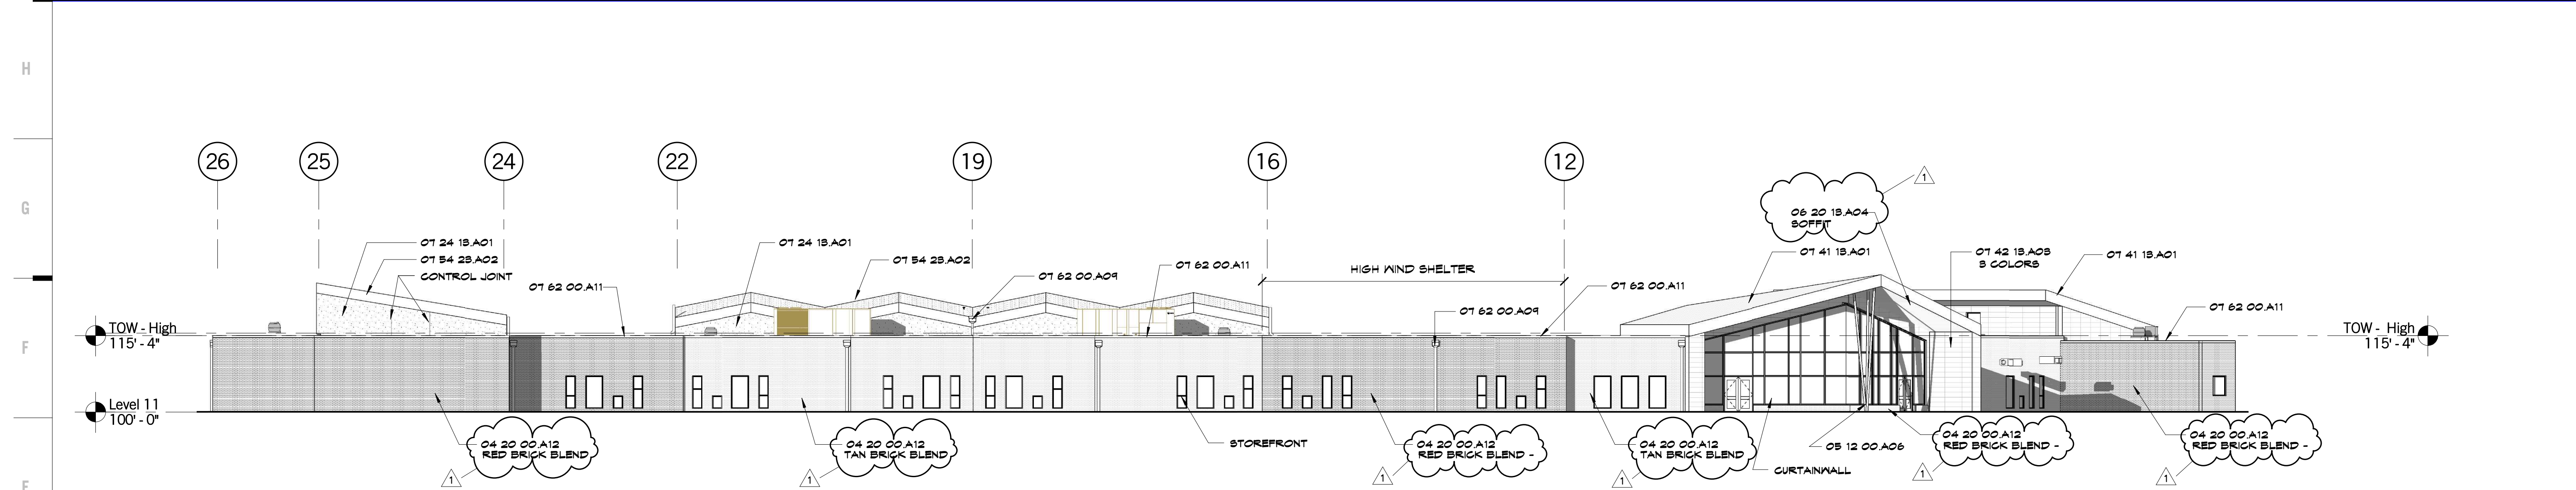 H
G
F
E
26
25
24
22
19
16
12
1
06 20 13.A04
SOFFIT
07 24 13.A01
07 54 23.A02
CONTROL JOINT
07 62 00.A11
07 24 13.A01
07 54 23.A02
07 62 00.A09
07 62 00.A11
HIGH WIND SHELTER
07 62 00.A09
07 62 00.A11
07 41 13.A01
07 42 13.A03
3 COLORS
07 41 13.A01
07 62 00.A11
TOW - High
115' - 4"
TOW - High
115' - 4"
Level 11
100' - 0"
04 20 00.A12
RED BRICK BLEND
1
04 20 00.A12
TAN BRICK BLEND
1
STOREFRONT
04 20 00.A12
RED BRICK BLEND -
1
04 20 00.A12
TAN BRICK BLEND
1
CURTAINWALL
05 12 00.A06
04 20 00.A12
RED BRICK BLEND -
1
04 20 00.A12
RED BRICK BLEND -
1